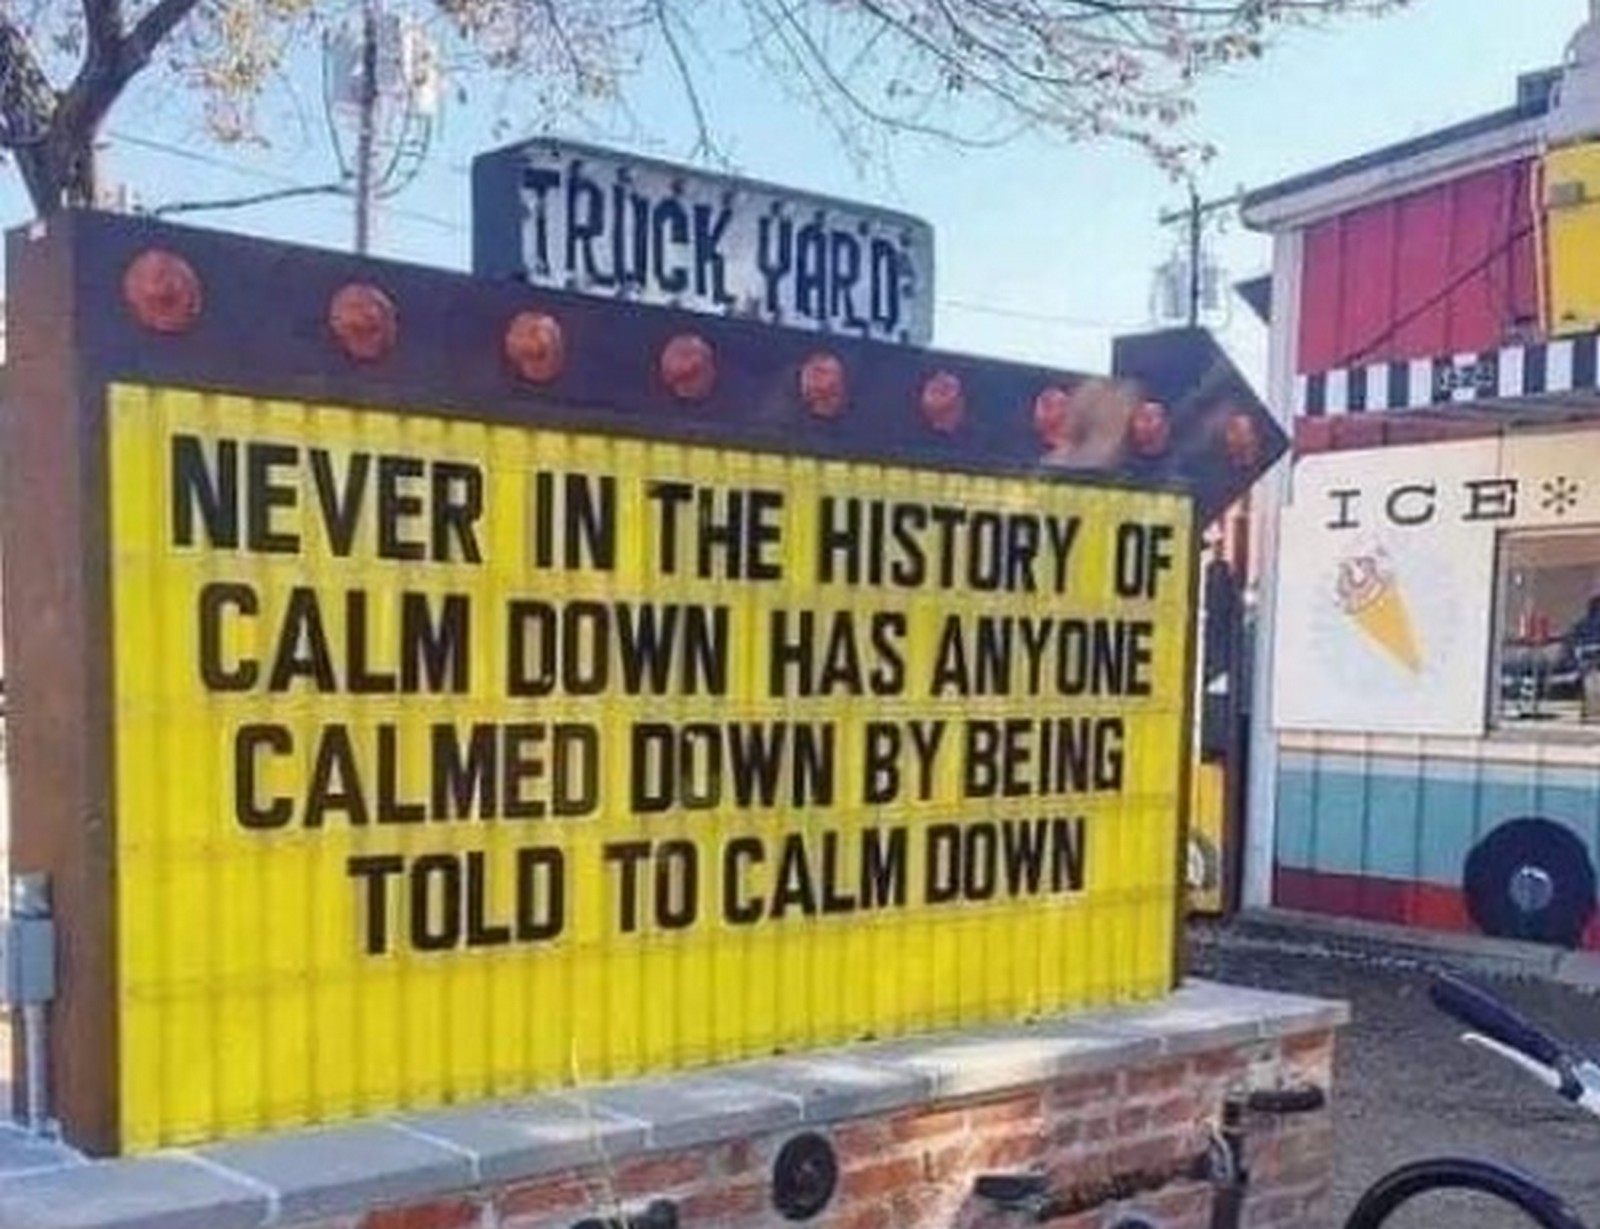 TRUCK YARD
NEVER IN THE HISTORY OF
CALM DOWN HAS ANYONE
CALMED DOWN BY BEING
TOLD TO CALM DOWN
ICE*